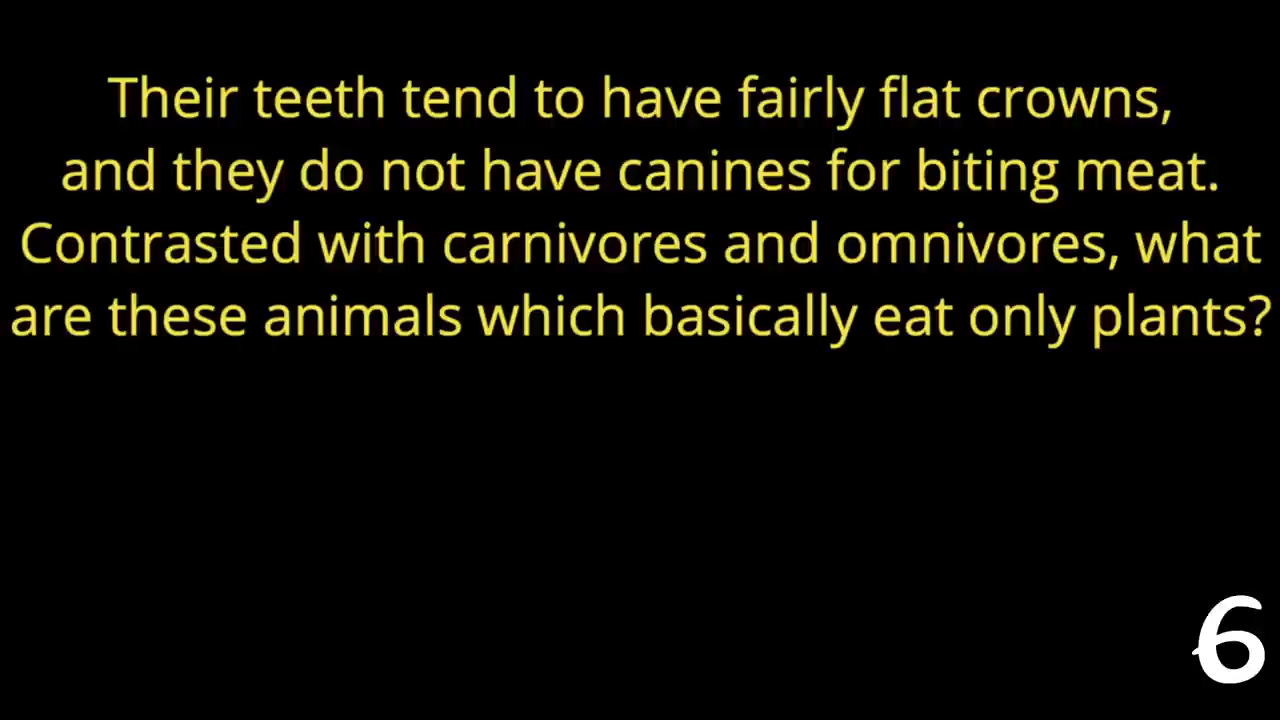 Their teeth tend to have fairly flat crowns,
and they do not have canines for biting meat.
Contrasted with carnivores and omnivores, what
are these animals which basically eat only plants?
6